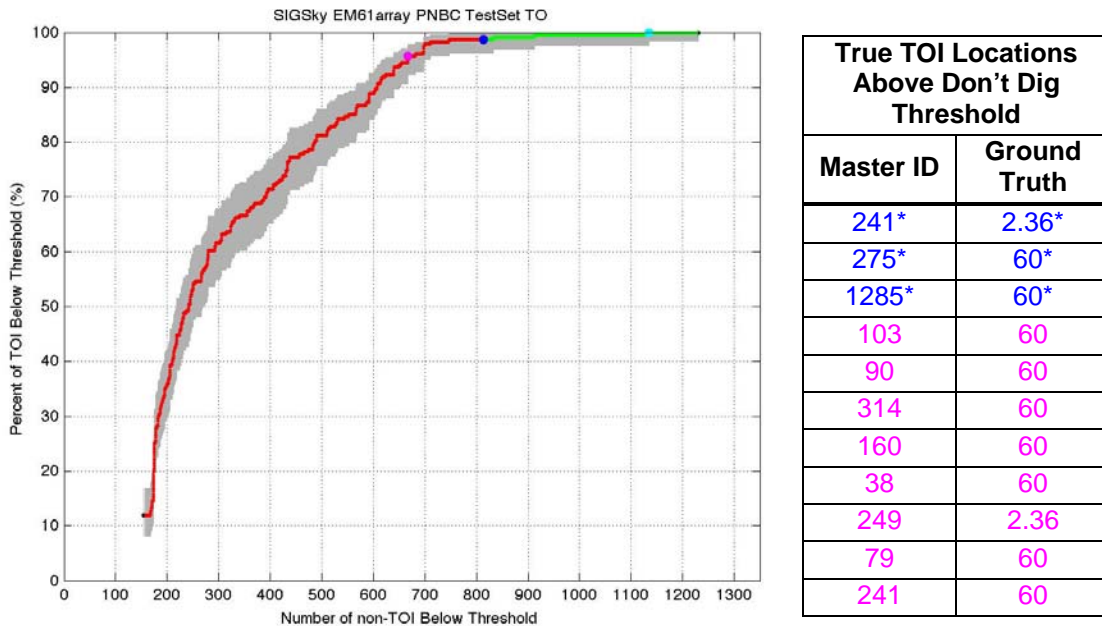 SIGSky EM61array PNBC TestSet TO
100
90
80
70
60
50
40
30
20
10
0
Percent of TOI Below Threshold (%)
0 100 200 300 400 500 600 700 800 900 1000 1100 1200 1300
Number of non-TOI Below Threshold
True TOI Locations
Above Don't Dig
Threshold
Master ID Ground
Truth
241* 2.36*
275* 60*
1285* 60*
103 60
90 60
314 60
160 60
38 60
249 2.36
79 60
241 60